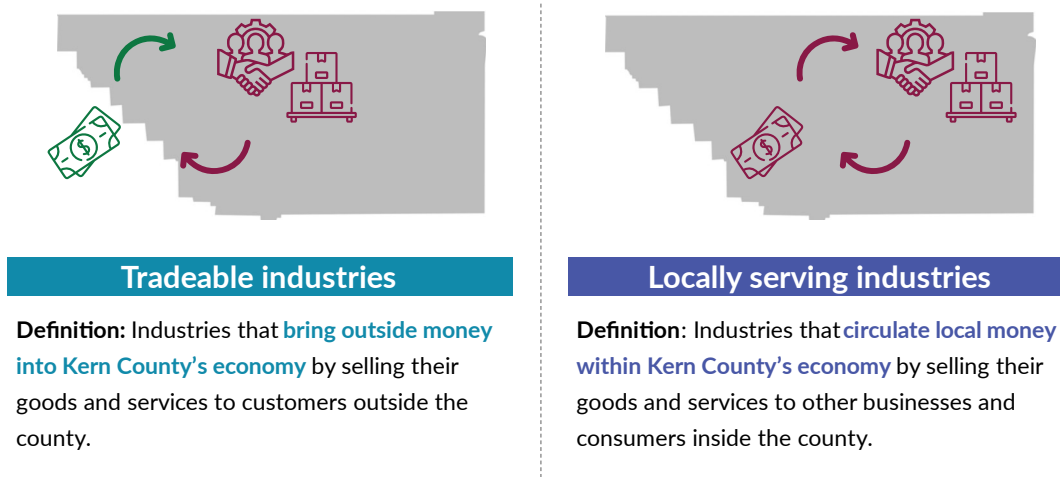 Tradeable industries
Definition: Industries that bring outside money
into Kern County's economy by selling their
goods and services to customers outside the
county.
Locally serving industries
Definition: Industries that circulate local money
within Kern County's economy by selling their
goods and services to other businesses and
consumers inside the county.